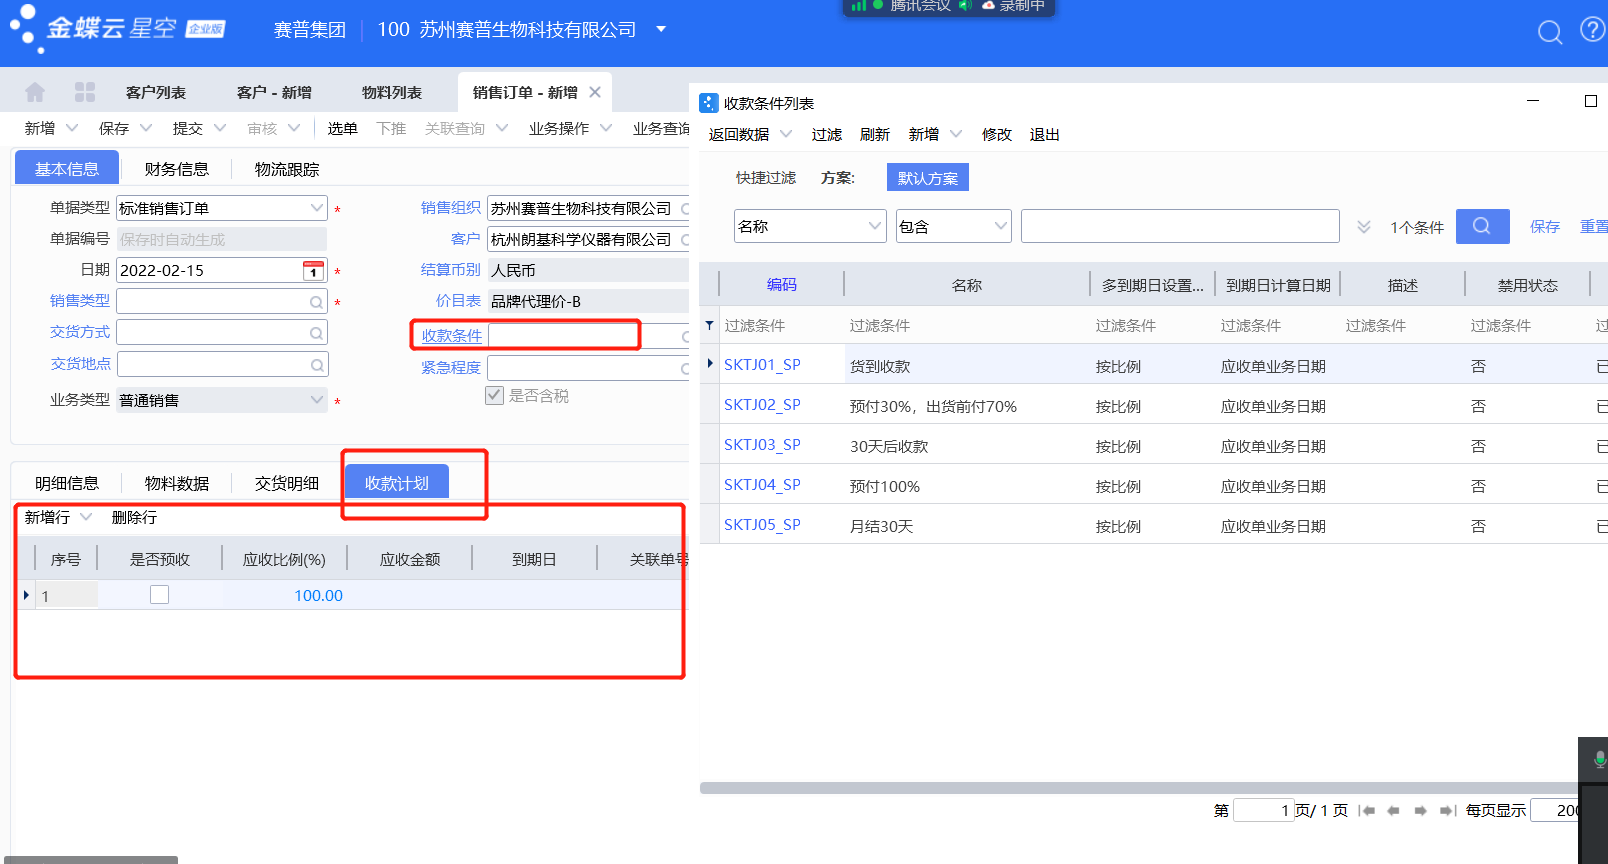 腾讯会议 录制中
金蝶云 星空 企业版 赛普集团 100 苏州赛普生物科技有限公司
客户列表 客户 - 新增 物料列表 销售订单 - 新增
新增 保存 提交 审核 选单 下推 关联查询 业务操作 业务查询
基本信息 财务信息 物流跟踪
单据类型 标准销售订单 * 销售组织 苏州赛普生物科技有限公司
单据编号 保存时自动生成 客户 杭州朗基科学仪器有限公司
日期 2022-02-15 1 * 结算币别 人民币
销售类型 * 价目表 品牌代理价-B
交货方式 收款条件
交货地点 紧急程度
是否含税
业务类型 普通销售 *
明细信息 物料数据 交货明细 收款计划
新增行 删除行
序号 是否预收 应收比例(%) 应收金额 到期日 关联单号
1 100.00
收款条件列表
返回数据 过滤 刷新 新增 修改 退出
快捷过滤 方案: 默认方案
名称 包含 1个条件 保存 重置
编码 名称 多到期日设置... 到期日计算日期 描述 禁用状态
过滤条件 过滤条件 过滤条件 过滤条件 过滤条件 过滤条件 过
SKTJ01_SP 货到收款 按比例 应收单业务日期 否 已
SKTJ02_SP 预付30%，出货前付70% 按比例 应收单业务日期 否 已
SKTJ03_SP 30天后收款 按比例 应收单业务日期 否 已
SKTJ04_SP 预付100% 按比例 应收单业务日期 否 已
SKTJ05_SP 月结30天 按比例 应收单业务日期 否 已
第 1 页/ 1 页 每页显示 200